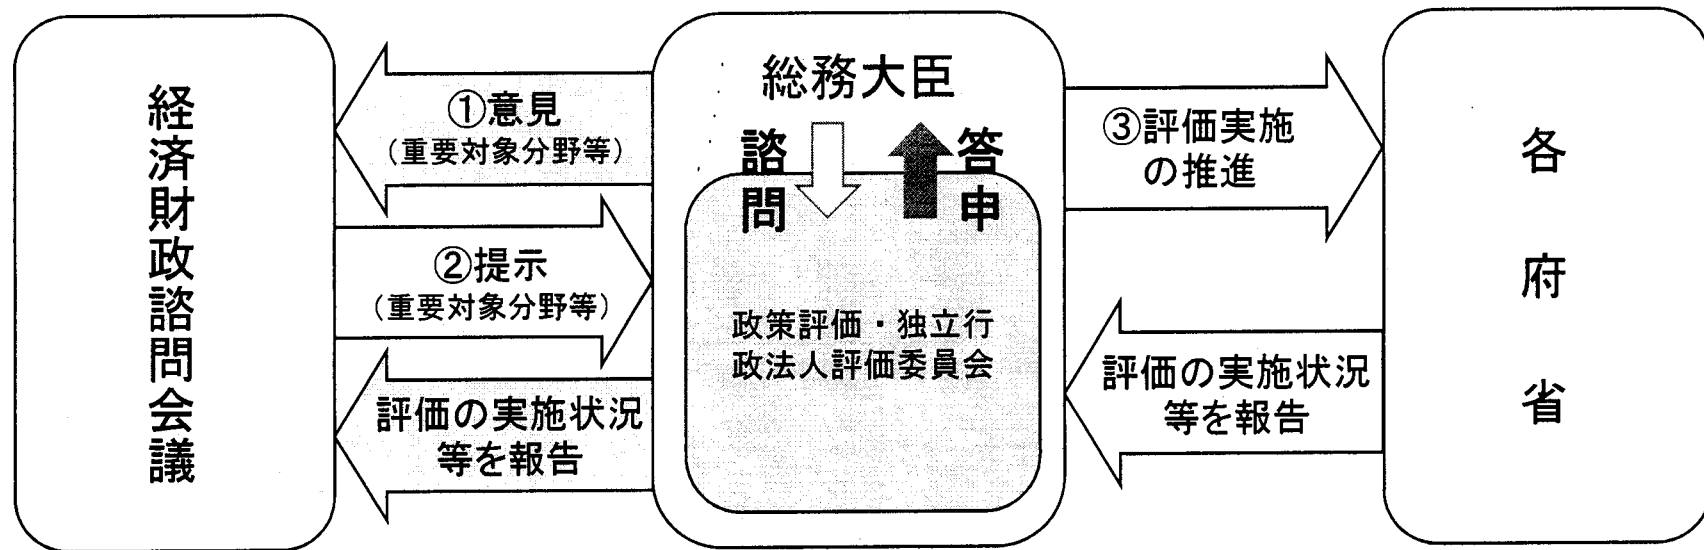 経済財政諮問会議
①意見
（重要対象分野等）
②提示
（重要対象分野等）
評価の実施状況
等を報告
総務大臣
諮問
答申
政策評価・独立行
政法人評価委員会
③評価実施
の推進
評価の実施状況
等を報告
各府省